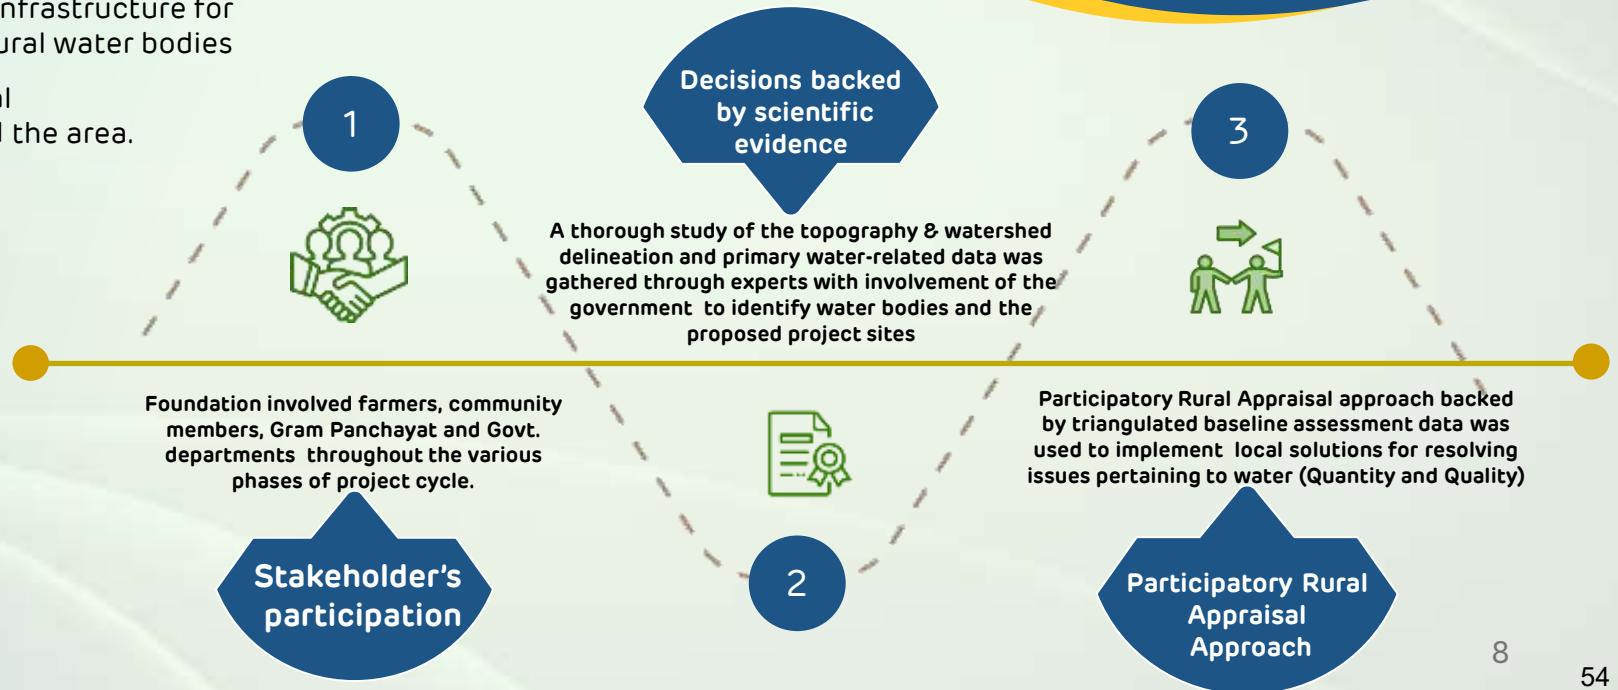 nfrastructure for
ural water bodies
al
the area.
1
Decisions backed
by scientific
evidence
3
A thorough study of the topography & watershed
delineation and primary water-related data was
gathered through experts with involvement of the
government to identify water bodies and the
proposed project sites
Foundation involved farmers, community
members, Gram Panchayat and Govt.
departments throughout the various
phases of project cycle.
Participatory Rural Appraisal approach backed
by triangulated baseline assessment data was
used to implement local solutions for resolving
issues pertaining to water (Quantity and Quality)
Stakeholder's
participation
2
Participatory Rural
Appraisal
Approach
8
54